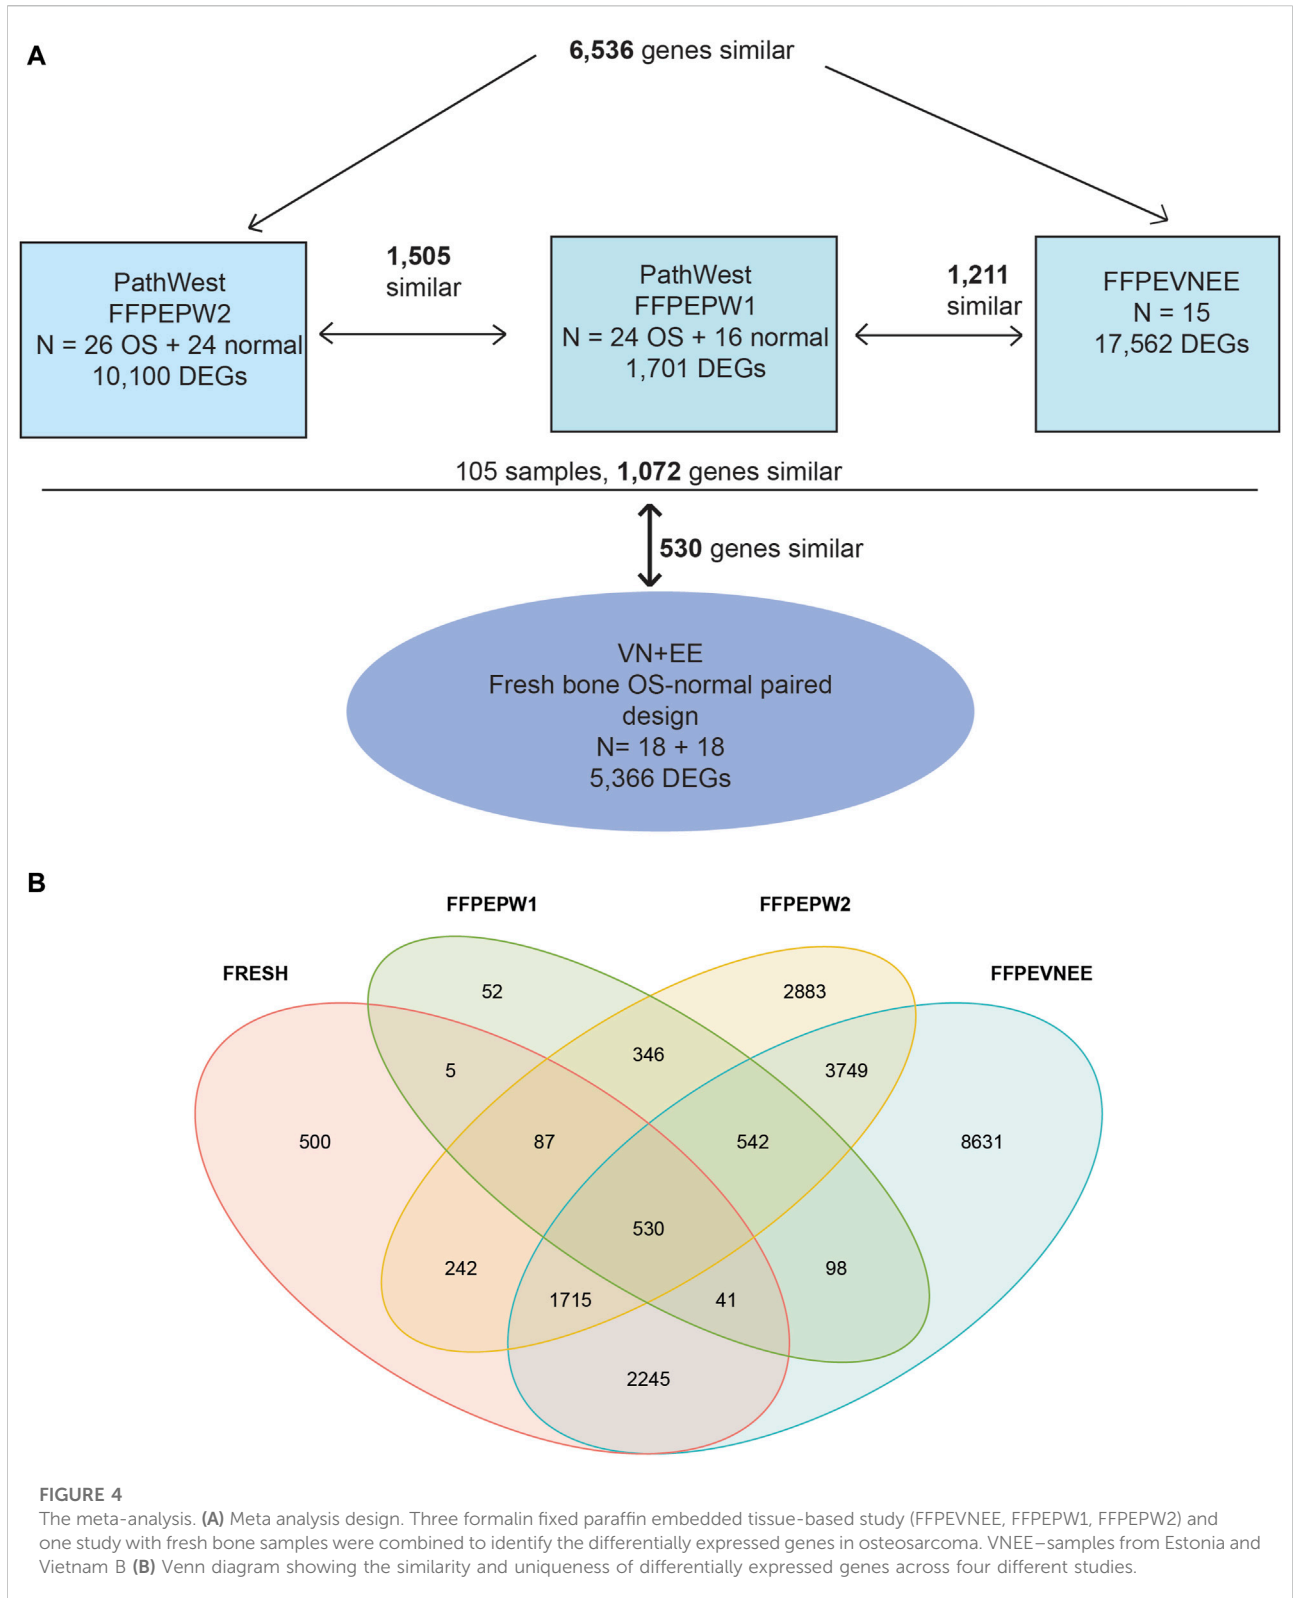 A
6,536 genes similar
PathWest
FFPEPW2
N = 26 OS + 24 normal
10,100 DEGs
1,505
similar
PathWest
FFPEPW1
N = 24 OS + 16 normal
1,701 DEGs
1,211
similar
FFPEVNEE
N = 15
17,562 DEGs
105 samples, 1,072 genes similar
530 genes similar
VN+EE
Fresh bone OS-normal paired
design
N= 18 + 18
5,366 DEGs
B
FFPEPW1
FFPEPW2
FRESH
FFPEVNEE
52
2883
346
5
3749
500
87
542
8631
530
242
98
1715
41
2245
FIGURE 4
The meta-analysis. (A) Meta analysis design. Three formalin fixed paraffin embedded tissue-based study (FFPEVNEE, FFPEPW1, FFPEPW2) and
one study with fresh bone samples were combined to identify the differentially expressed genes in osteosarcoma. VNEE–samples from Estonia and
Vietnam B (B) Venn diagram showing the similarity and uniqueness of differentially expressed genes across four different studies.